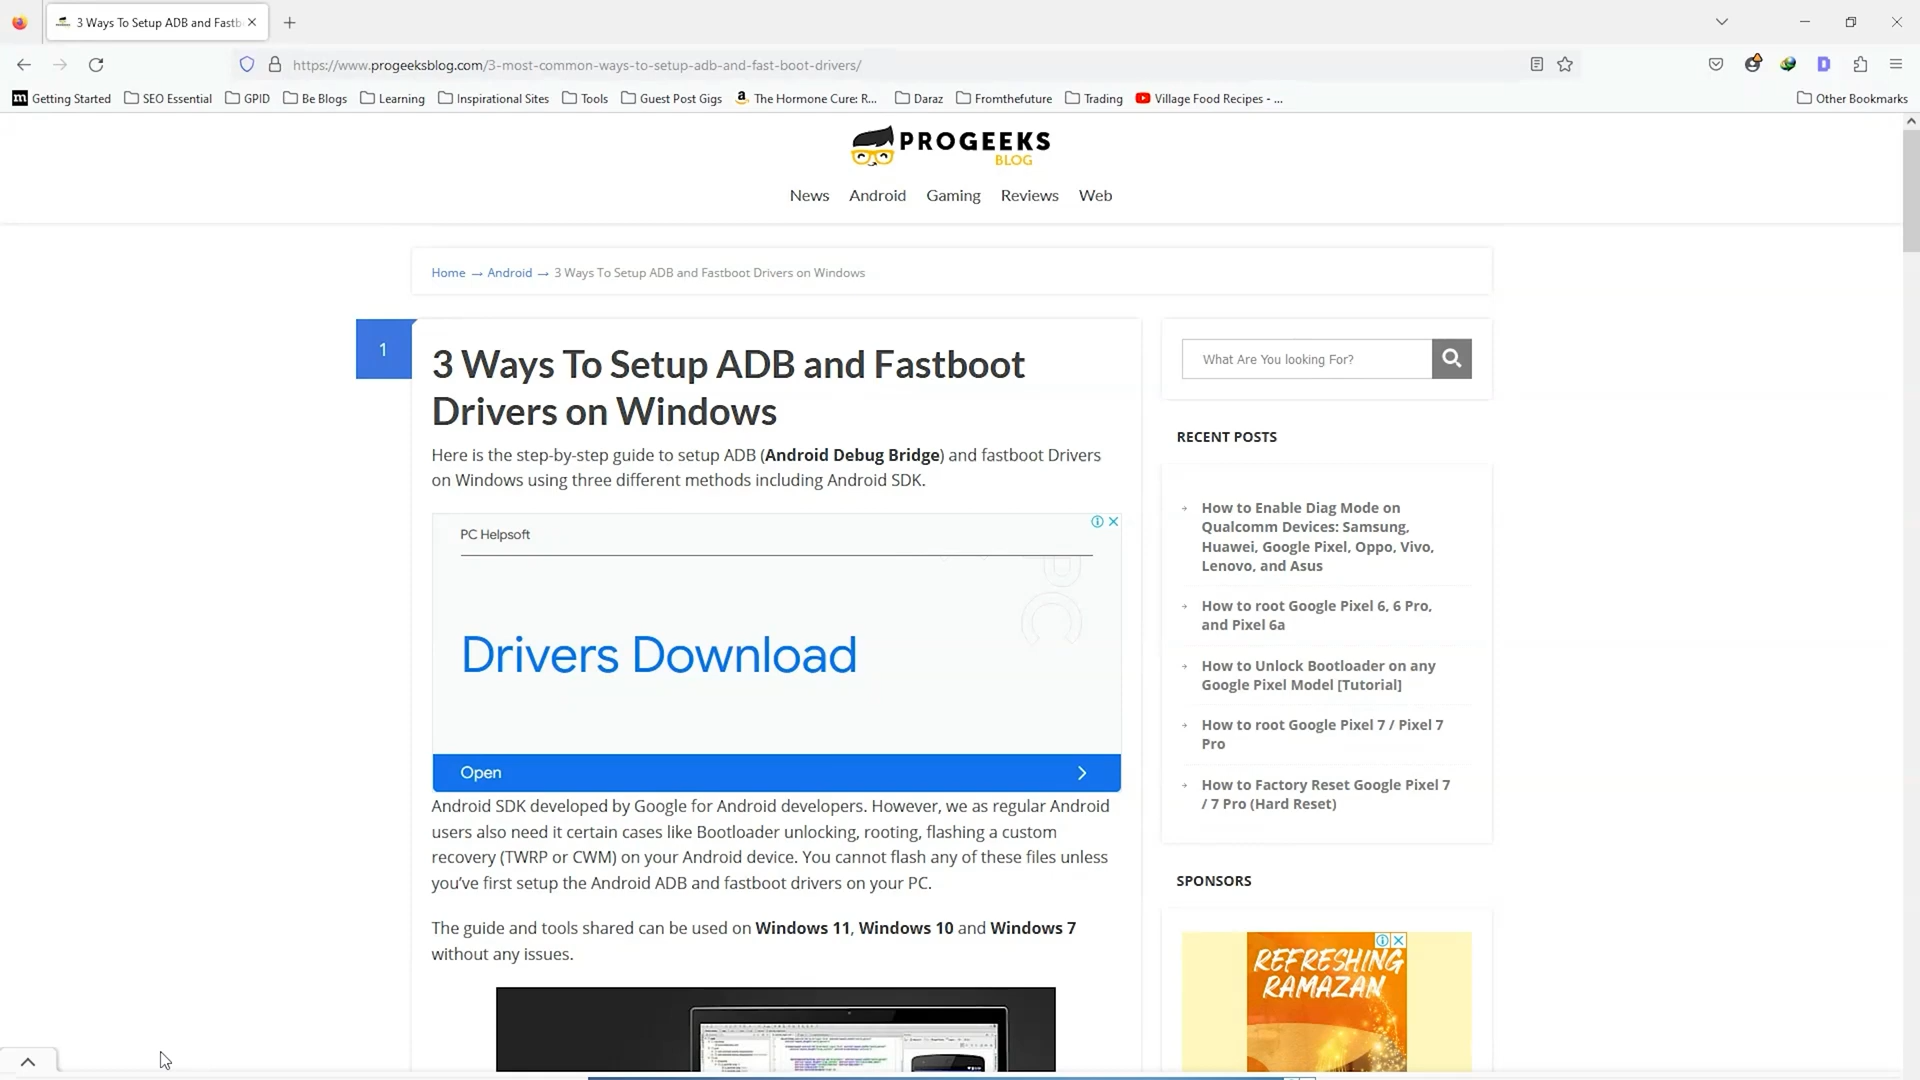 3 Ways To Setup ADB and Fastb
https://www.progeeksblog.com/3-most-common-ways-to-setup-adb-and-fast-boot-drivers/
Getting Started
SEO Essential
GPID
Be Blogs
Learning
Inspirational Sites
Tools
Guest Post Gigs
The Hormone Cure: R...
Daraz
Fromthefuture
Trading
Village Food Recipes - ...
Other Bookmarks
PROGEEKS
BLOG
News
Android
Gaming
Reviews
Web
Home → Android → 3 Ways To Setup ADB and Fastboot Drivers on Windows
1
3 Ways To Setup ADB and Fastboot
Drivers on Windows
Here is the step-by-step guide to setup ADB (Android Debug Bridge) and fastboot Drivers
on Windows using three different methods including Android SDK.
PC Helpsoft
Drivers Download
Open
Android SDK developed by Google for Android developers. However, we as regular Android
users also need it certain cases like Bootloader unlocking, rooting, flashing a custom
recovery (TWRP or CWM) on your Android device. You cannot flash any of these files unless
you've first setup the Android ADB and fastboot drivers on your PC.
The guide and tools shared can be used on Windows 11, Windows 10 and Windows 7
without any issues.
What Are You looking For?
RECENT POSTS
How to Enable Diag Mode on
Qualcomm Devices: Samsung,
Huawei, Google Pixel, Oppo, Vivo,
Lenovo, and Asus
How to root Google Pixel 6, 6 Pro,
and Pixel 6a
How to Unlock Bootloader on any
Google Pixel Model [Tutorial]
How to root Google Pixel 7 / Pixel 7
Pro
How to Factory Reset Google Pixel 7
/ 7 Pro (Hard Reset)
SPONSORS
REFRESHING
RAMAZAN